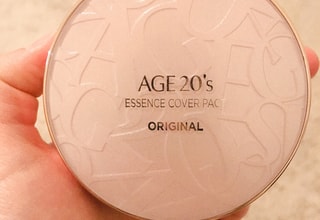 AGE 20's
ESSENCE COVER PAC
ORIGINAL